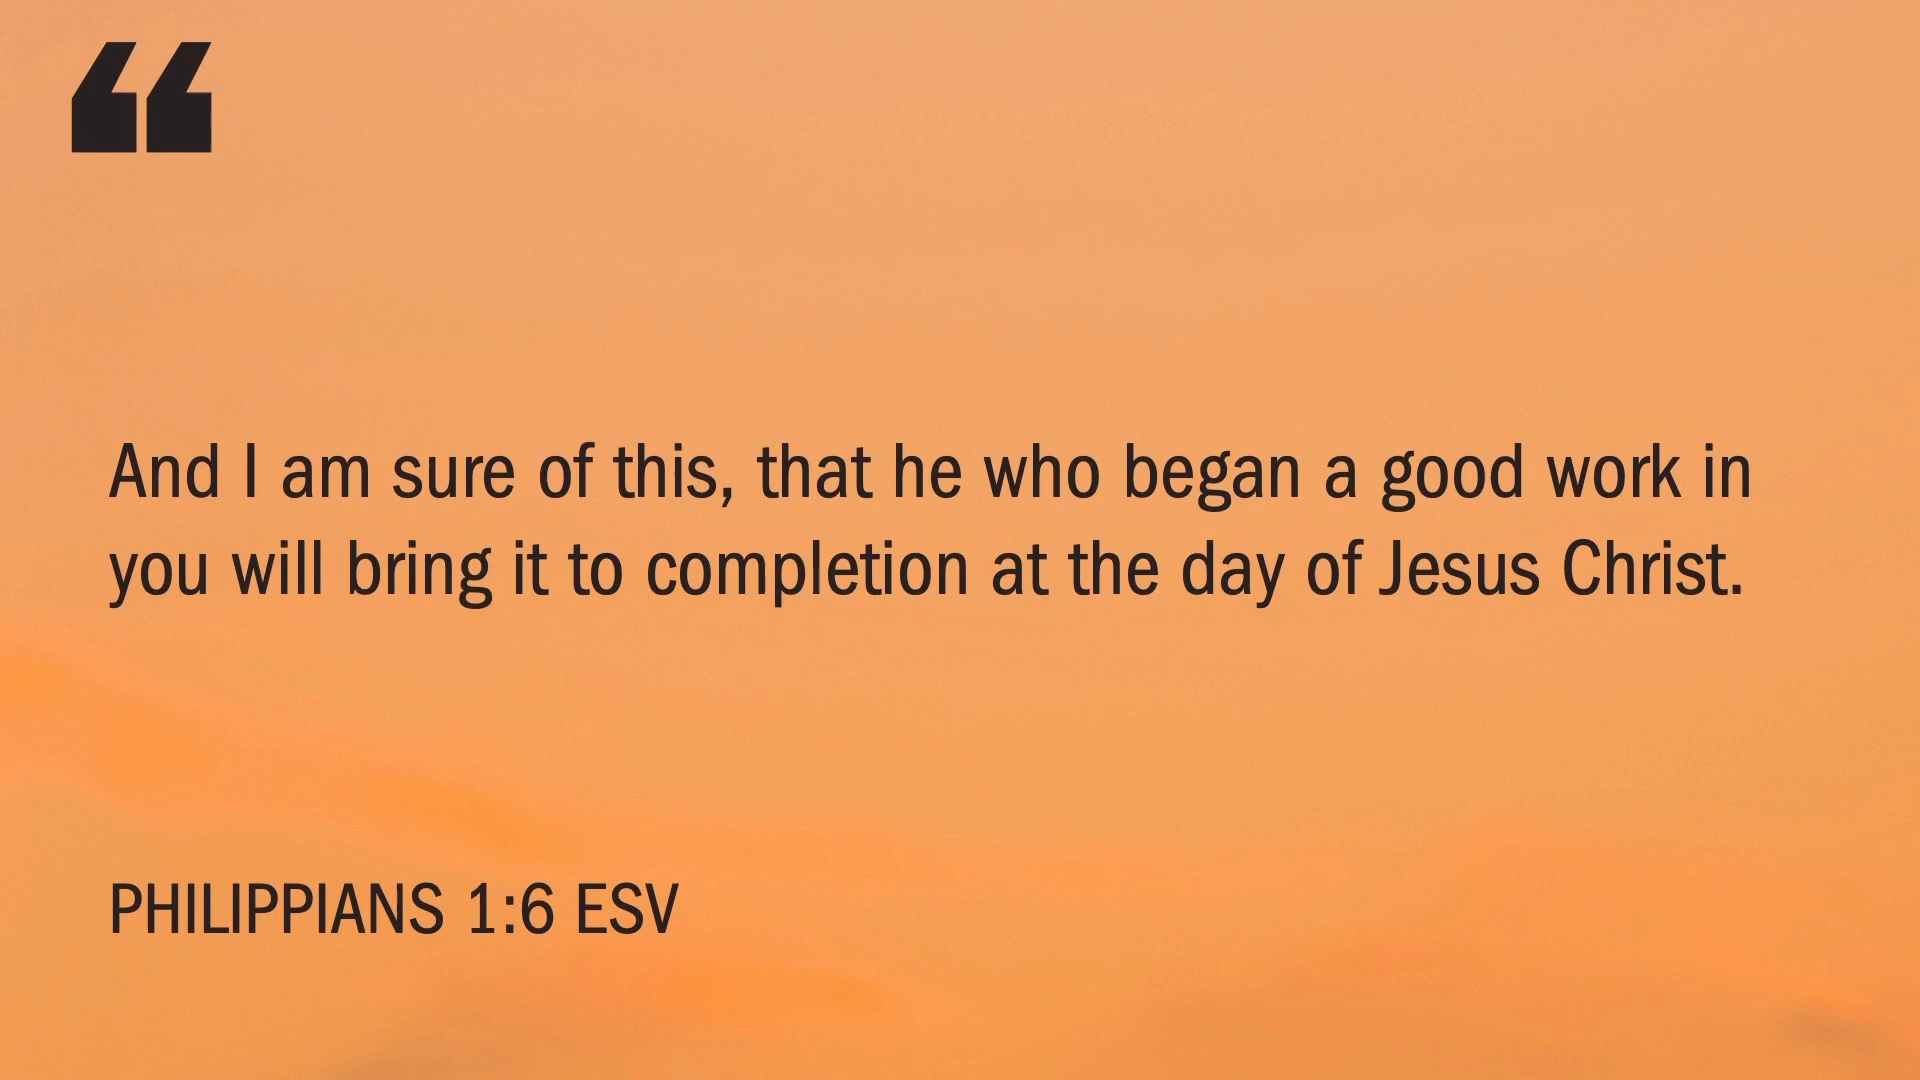 “
And I am sure of this, that he who began a good work in
you will bring it to completion at the day of Jesus Christ.
PHILIPPIANS 1:6 ESV